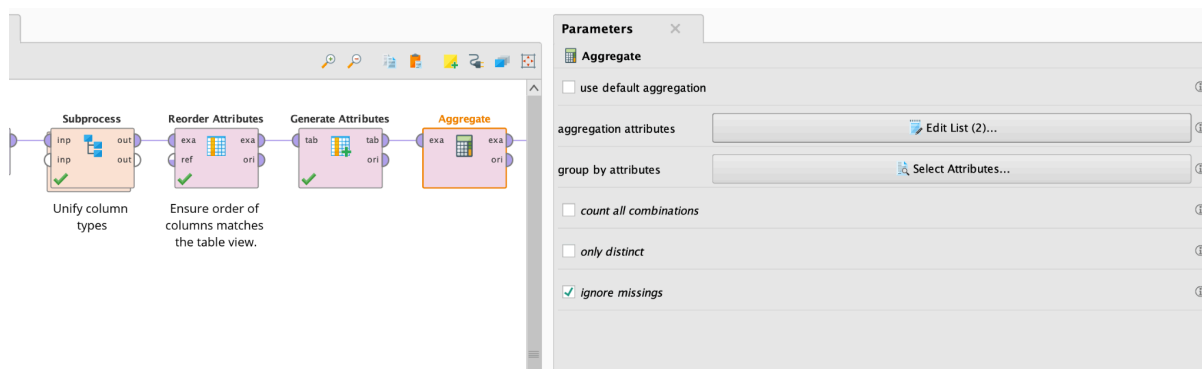 Subprocess
inp out
inp out
Unify column
types
Reorder Attributes
exa exa
ref ori
Ensure order of
columns matches
the table view.
Generate Attributes
tab tab
ori
Aggregate
exa exa
ori
Parameters
Aggregate
use default aggregation
aggregation attributes Edit List (2)...
group by attributes Select Attributes...
count all combinations
only distinct
ignore missings